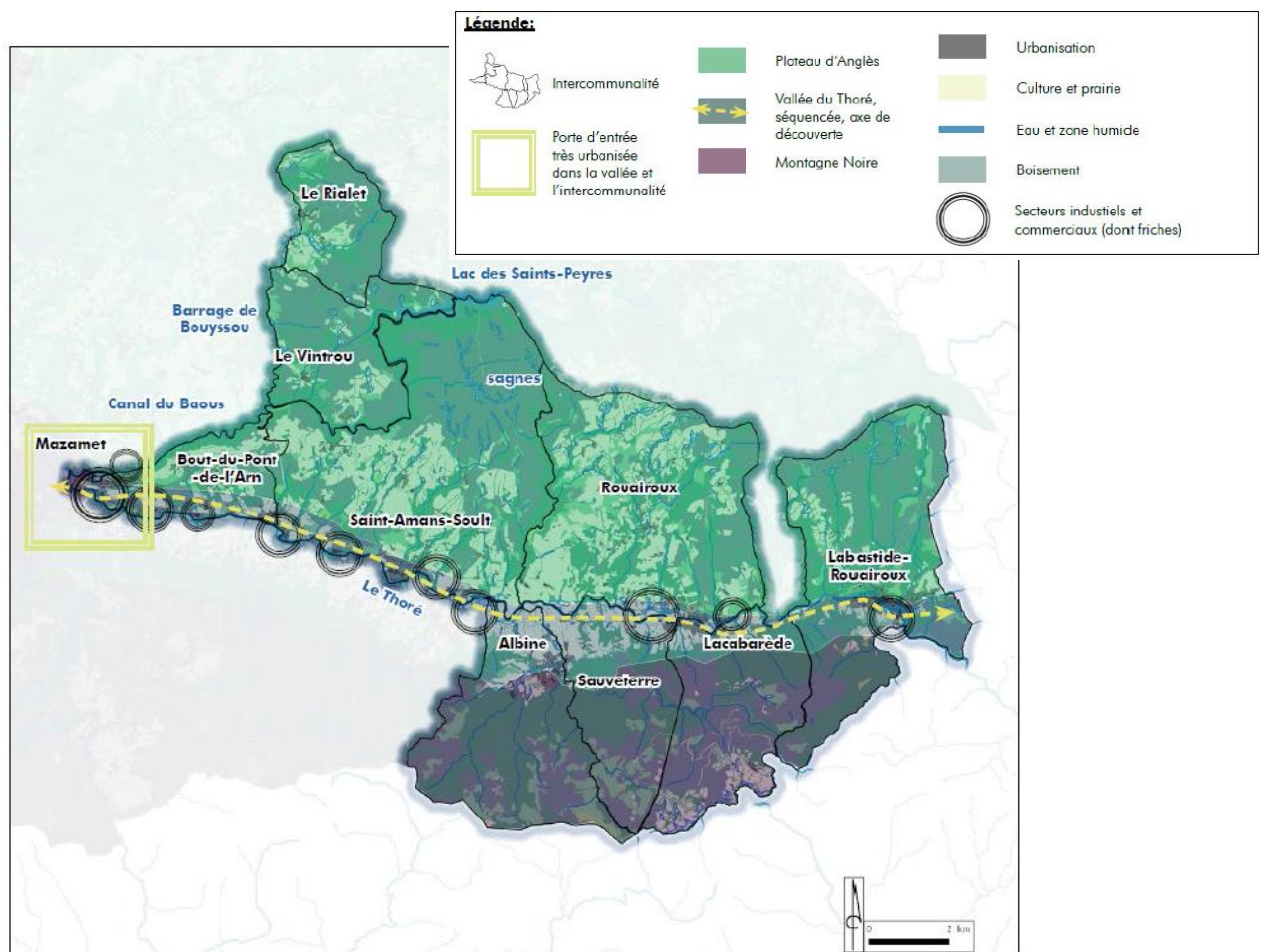 Légende:
Intercommunalité
Porte d'entrée
très urbanisée
dans la vallée et
l'intercommunalité
Plateau d'Anglès
Vallée du Thoré,
séquencée, axe de
découverte
Montagne Noire
Urbanisation
Culture et prairie
Eau et zone humide
Boisement
Secteurs industiels et
commerciaux (dont friches)
Le Rialet
Lac des Saints-Peyres
Barrage de
Bouyssou
Le Vintrou
sagnes
Canal du Baous
Mazamet
Bout-du-Pont
-de-l'Arn
Rouairoux
Saint-Amans-Soult
Labastide-
Rouairoux
Le Thoré
Albine
Lacabarède
Sauveterre
0 2 km